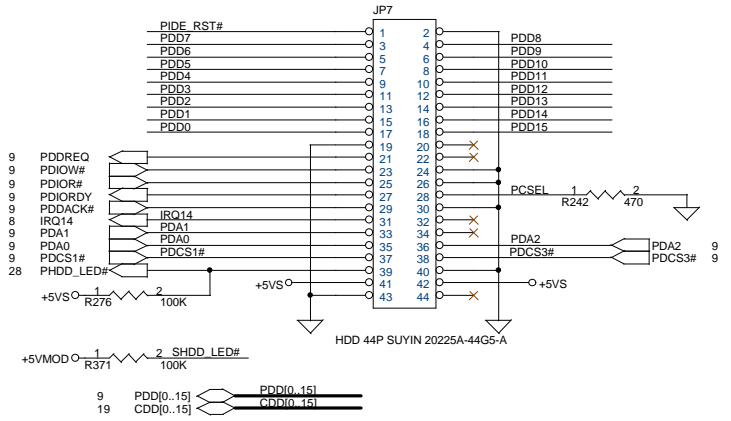 JP7
PIDE_RST# 1 2
PDD7 3 4 PDD8
PDD6 5 6 PDD9
PDD5 7 8 PDD10
PDD4 9 10 PDD11
PDD3 11 12 PDD12
PDD2 13 14 PDD13
PDD1 15 16 PDD14
PDD0 17 18 PDD15
19 20
9 PDDREQ 21 22
9 PDIOW# 23 24
9 PDIOR# 25 26
9 PDIORDY 27 28 PCSEL 1 2 R242 470
9 PDDACK# 29 30
8 IRQ14 IRQ14 31 32
9 PDA1 PDA1 33 34
9 PDA0 PDA0 35 36 PDA2 PDA2 9
9 PDCS1# PDCS1# 37 38 PDCS3# PDCS3# 9
28 PHDD_LED# 39 40
+5VS 41 42 +5VS
+5VS 1 2 43 44
R276 100K
HDD 44P SUYIN 20225A-44G5-A
+5VMOD 1 2 SHDD_LED#
R371 100K
9 PDD[0..15] PDD[0..15]
19 CDD[0..15] CDD[0..15]